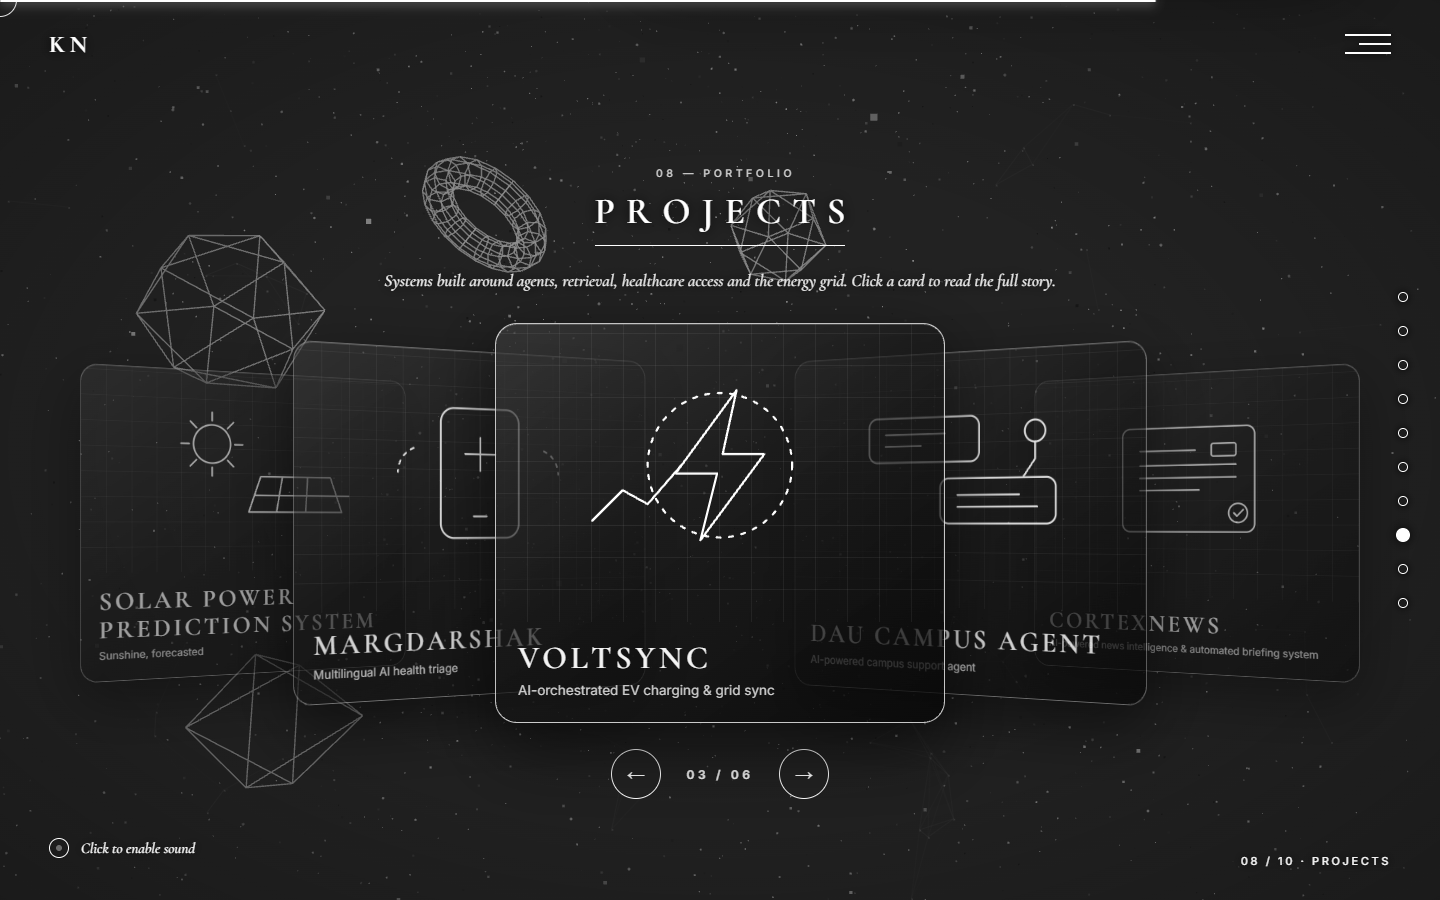 KN
08 — PORTFOLIO
PROJECTS
Systems built around agents, retrieval, healthcare access and the energy grid. Click a card to read the full story.
SOLAR POWER
PREDICTION SYSTEM
Sunshine, forecasted
MARGDARSHAK
Multilingual AI health triage
VOLTSYNC
AI-orchestrated EV charging & grid sync
DAU CAMPUS AGENT
AI-powered campus support agent
CORTEXNEWS
news intelligence & automated briefing system
← 03 / 06 →
Click to enable sound
08 / 10 · PROJECTS